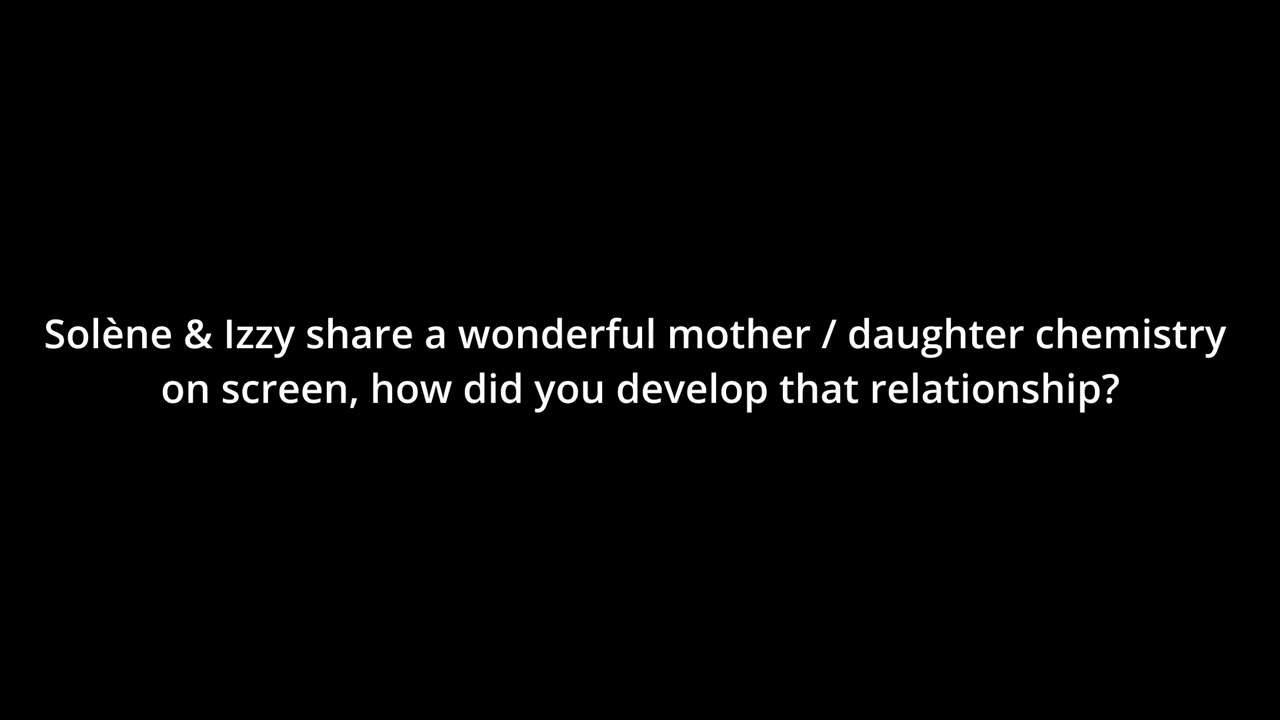 Solène & Izzy share a wonderful mother / daughter chemistry
on screen, how did you develop that relationship?